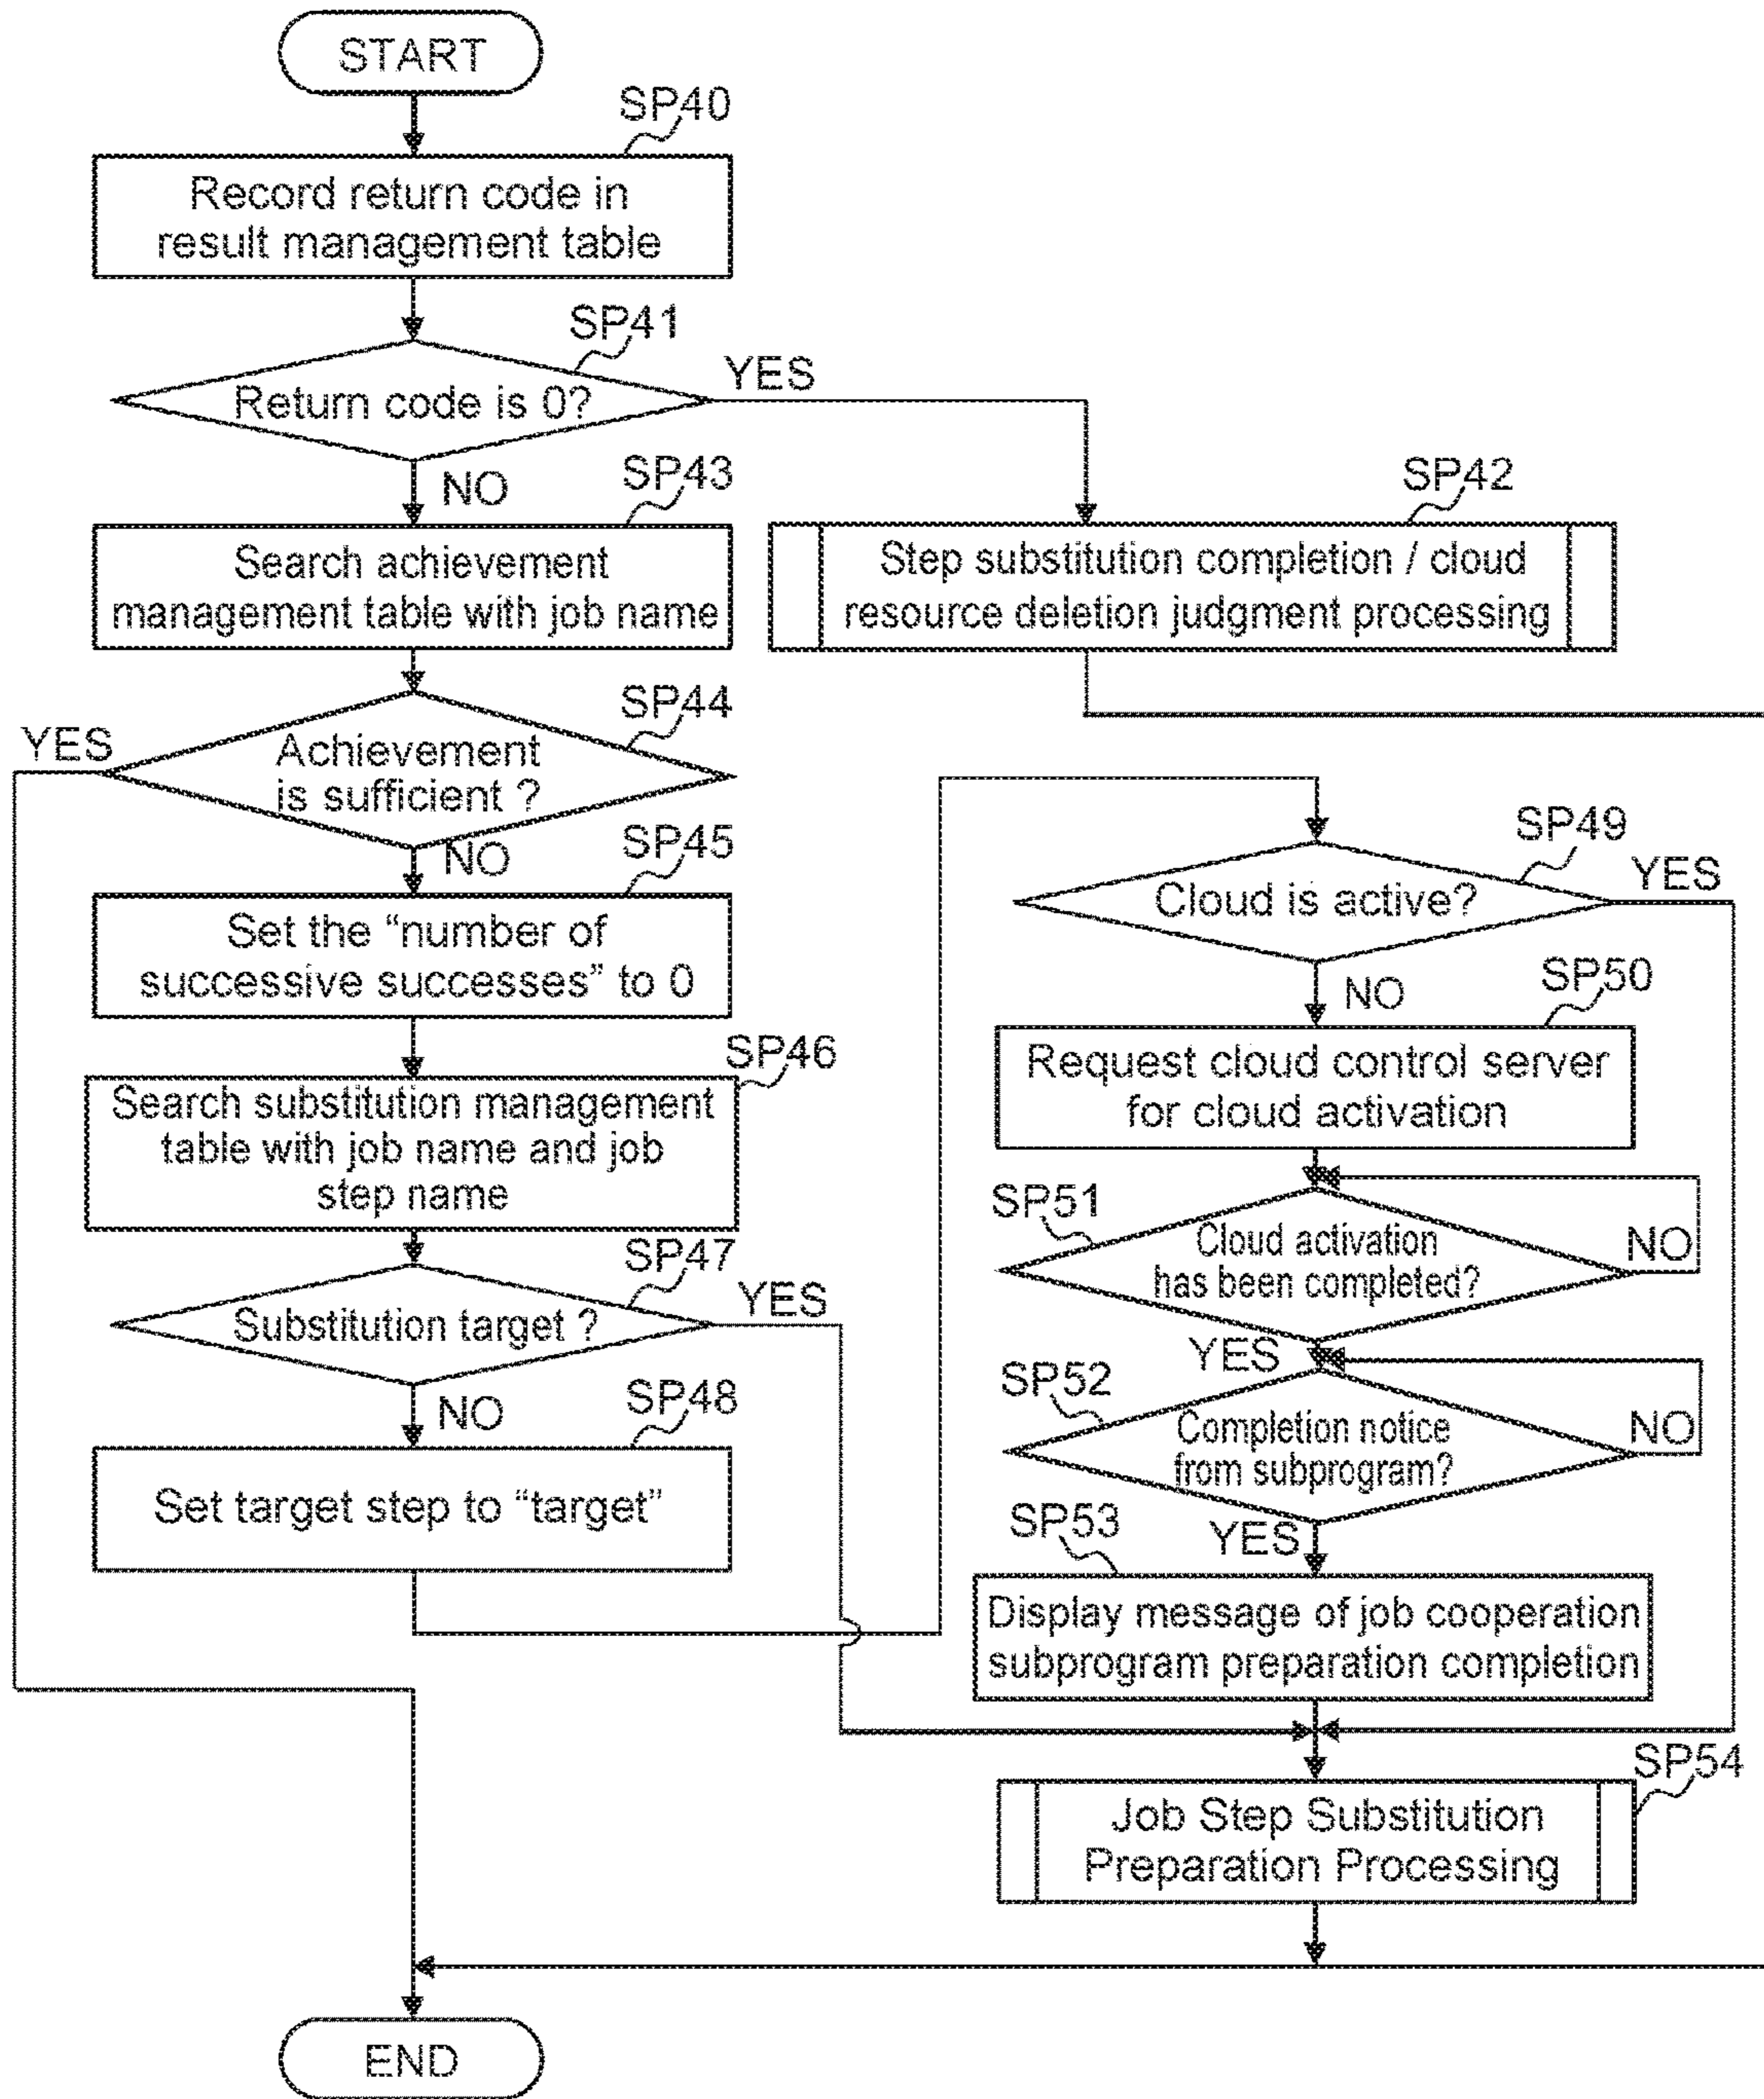 START
SP40
Record return code in
result management table
SP41
Return code is 0?
YES
NO
SP43
Search achievement
management table with job name
SP42
Step substitution completion / cloud
resource deletion judgment processing
SP44
YES
Achievement
is sufficient ?
NO
SP45
Set the “number of
successive successes” to 0
SP46
Search substitution management
table with job name and job
step name
SP47
Substitution target ?
YES
NO
SP48
Set target step to “target”
SP49
Cloud is active?
YES
NO
SP50
Request cloud control server
for cloud activation
SP51
Cloud activation
has been completed?
NO
YES
SP52
Completion notice
from subprogram?
NO
YES
SP53
Display message of job cooperation
subprogram preparation completion
SP54
Job Step Substitution
Preparation Processing
END